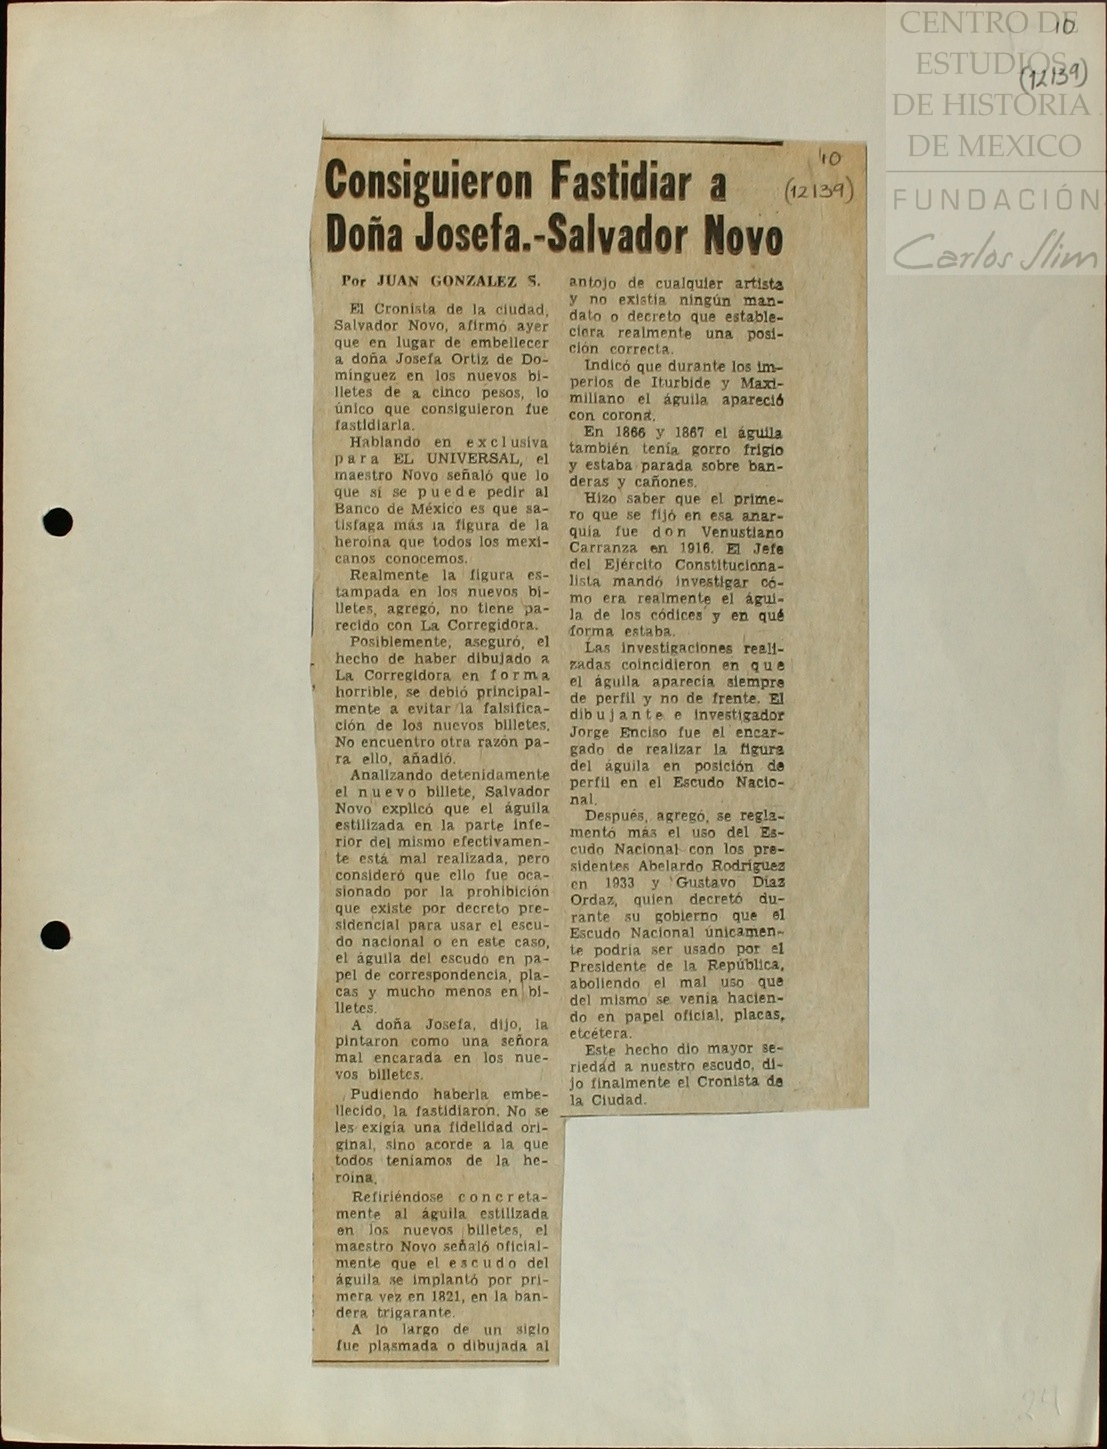 CENTRO DE
ESTUDIOS
DE HISTORIA
DE MEXICO
FUNDACIÓN
Carlos Slim
10
(12139)
10
(12139)
Consiguieron Fastidiar a
Doña Josefa.-Salvador Novo
Por JUAN GONZALEZ S.
El Cronista de la ciudad,
Salvador Novo, afirmó ayer
que en lugar de embellecer
a doña Josefa Ortiz de Do-
mínguez en los nuevos bi-
lletes de a cinco pesos, lo
único que consiguieron fue
fastidiarla.
Hablando en exclusiva
para EL UNIVERSAL, el
maestro Novo señaló que lo
que sí se puede pedir al
Banco de México es que sa-
tisfaga más la figura de la
heroína que todos los mexi-
canos conocemos.
Realmente la figura es-
tampada en los nuevos bi-
lletes, agregó, no tiene pa-
recido con La Corregidora.
Posiblemente, aseguró, el
hecho de haber dibujado a
La Corregidora en forma
horrible, se debió principal-
mente a evitar la falsifica-
ción de los nuevos billetes.
No encuentro otra razón pa-
ra ello, añadió.
Analizando detenidamente
el nuevo billete, Salvador
Novo explicó que el águila
estilizada en la parte infe-
rior del mismo efectivamen-
te está mal realizada, pero
consideró que ello fue oca-
sionado por la prohibición
que existe por decreto pre-
sidencial para usar el escu-
do nacional o en este caso,
el águila del escudo en pa-
pel de correspondencia, pla-
cas y mucho menos en bi-
lletes.
A doña Josefa, dijo, la
pintaron como una señora
mal encarada en los nue-
vos billetes.
Pudiendo haberla embe-
llecido, la fastidiaron. No se
les exigía una fidelidad ori-
ginal, sino acorde a la que
todos teníamos de la he-
roína.
Refiriéndose concreta-
mente al águila estilizada
en los nuevos billetes, el
maestro Novo señaló oficial-
mente que el escudo del
águila se implantó por pri-
mera vez en 1821, en la ban-
dera trigarante.
A lo largo de un siglo
fue plasmada o dibujada al
antojo de cualquier artista
y no existía ningún man-
dato o decreto que estable-
ciera realmente una posi-
ción correcta.
Indicó que durante los im-
perios de Iturbide y Maxi-
miliano el águila apareció
con corona.
En 1866 y 1867 el águila
también tenía gorro frigio
y estaba parada sobre ban-
deras y cañones.
Hizo saber que el prime-
ro que se fijó en esa anar-
quía fue don Venustiano
Carranza en 1916. El Jefe
del Ejército Constituciona-
lista mandó investigar có-
mo era realmente el águi-
la de los códices y en qué
forma estaba.
Las investigaciones reali-
zadas coincidieron en que
el águila aparecía siempre
de perfil y no de frente. El
dibujante e investigador
Jorge Enciso fue el encar-
gado de realizar la figura
del águila en posición de
perfil en el Escudo Nacio-
nal.
Después, agregó, se regla-
mentó más el uso del Es-
cudo Nacional con los pre-
sidentes Abelardo Rodríguez
en 1933 y Gustavo Díaz
Ordaz, quien decretó du-
rante su gobierno que el
Escudo Nacional únicamen-
te podría ser usado por el
Presidente de la República,
aboliendo el mal uso que
del mismo se venía hacien-
do en papel oficial, placas,
etcétera.
Este hecho dio mayor se-
riedad a nuestro escudo, di-
jo finalmente el Cronista de
la Ciudad.
24